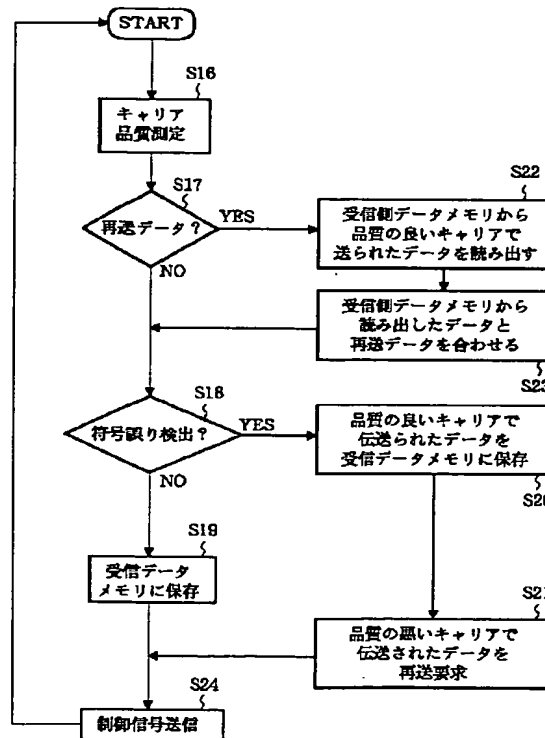 START
S16
キャリア
品質測定
S17
再送データ?
YES
NO
S22
受信側データメモリから
品質の良いキャリアで
送られたデータを読み出す
受信側データメモリから
読み出したデータと
再送データを合わせる
S23
S18
符号誤り検出?
YES
NO
品質の良いキャリアで
伝送られたデータを
受信データメモリに保存
S20
S19
受信データ
メモリに保存
S21
品質の悪いキャリアで
伝送されたデータを
再送要求
S24
制御信号送信